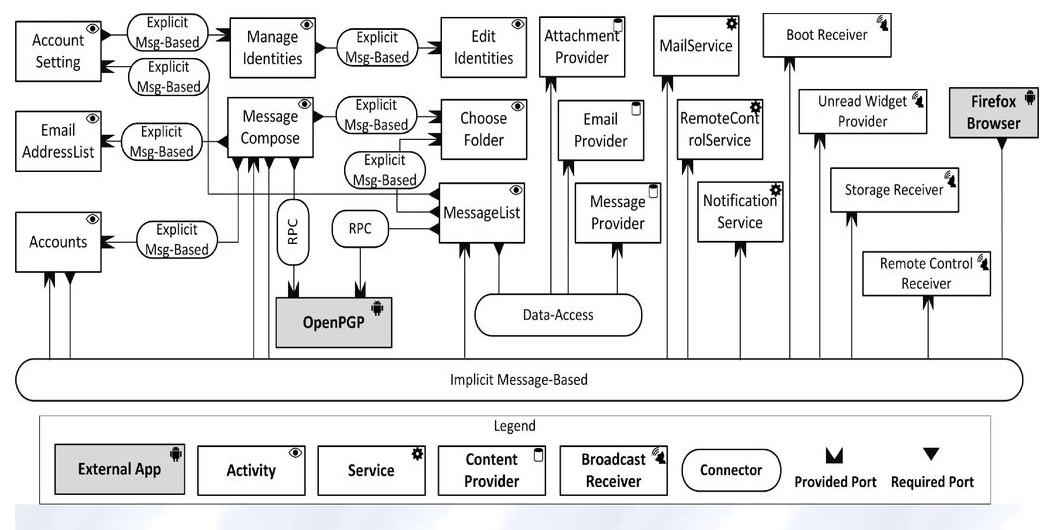 Account
Setting
Explicit
Msg-Based
Manage
Identities
Explicit
Msg-Based
Edit
Identities
Attachment
Provider
MailService
Boot Receiver
Explicit
Msg-Based
Email
AddressList
Explicit
Msg-Based
Message
Compose
Explicit
Msg-Based
Choose
Folder
Email
Provider
RemoteCont
rolService
Unread Widget
Provider
Firefox
Browser
Explicit
Msg-Based
Accounts
Explicit
Msg-Based
RPC
RPC
MessageList
Message
Provider
Notification
Service
Storage Receiver
Remote Control
Receiver
OpenPGP
Data-Access
Implicit Message-Based
Legend
External App
Activity
Service
Content
Provider
Broadcast
Receiver
Connector
Provided Port
Required Port